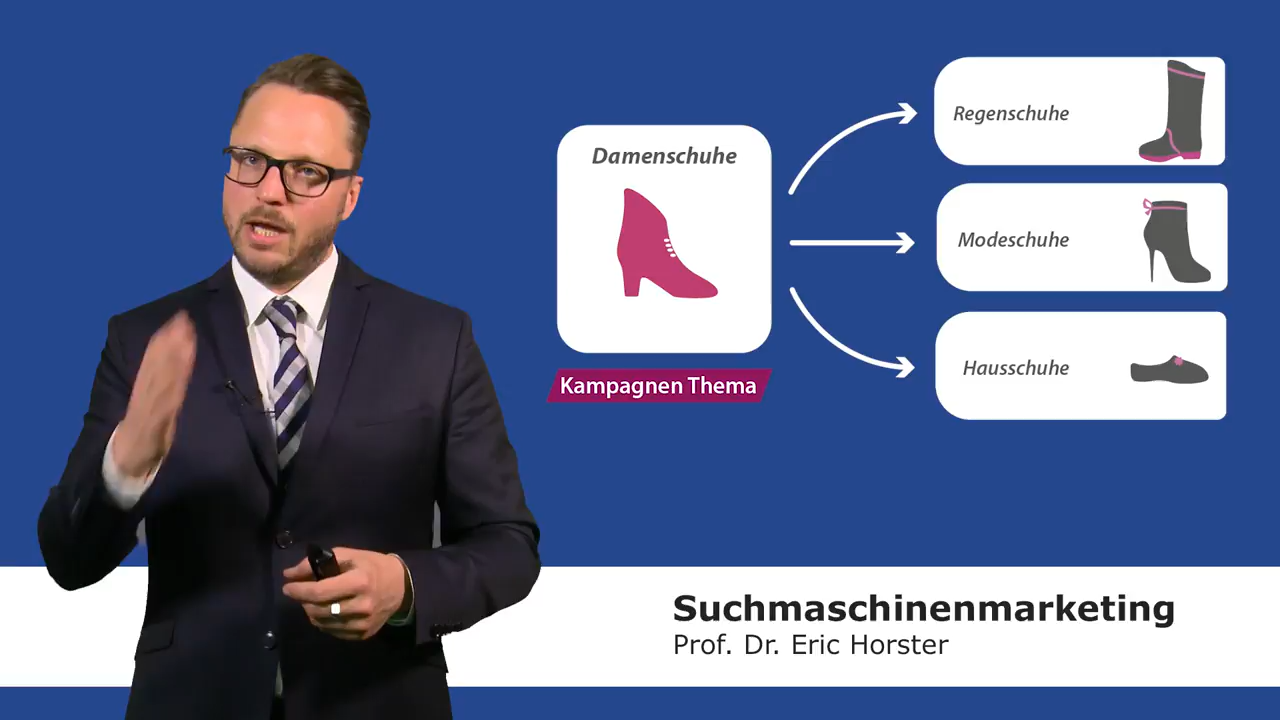 Damenschuhe
Kampagnen Thema
Regenschuhe
Modeschuhe
Hausschuhe
Suchmaschinenmarketing
Prof. Dr. Eric Horster